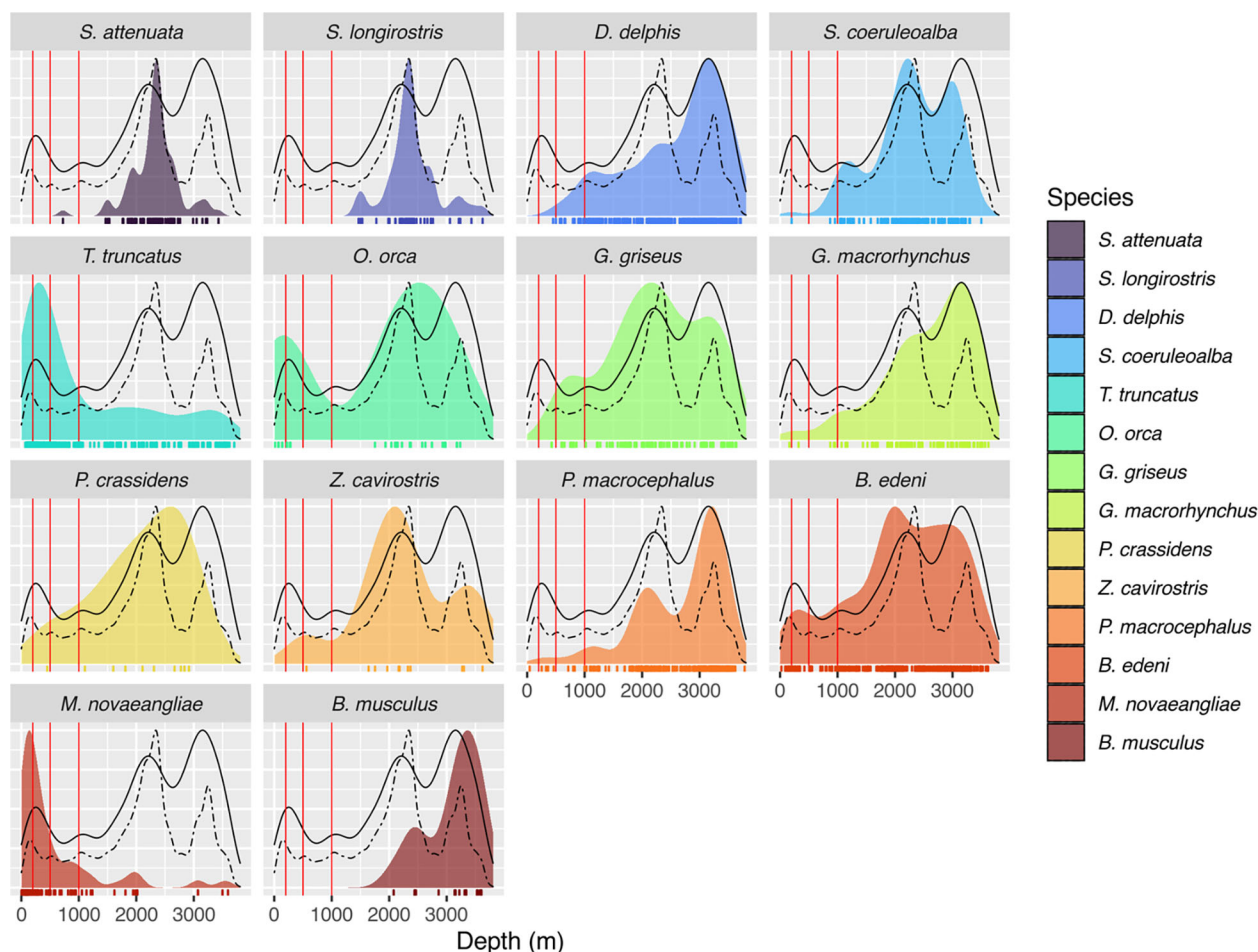 S. attenuata
S. longirostris
D. delphis
S. coeruleoalba
T. truncatus
O. orca
G. griseus
G. macrorhynchus
P. crassidens
Z. cavirostris
P. macrocephalus
B. edeni
0 1000 2000 3000
0 1000 2000 3000
M. novaeangliae
B. musculus
0 1000 2000 3000
0 1000 2000 3000
Depth (m)
Species
S. attenuata
S. longirostris
D. delphis
S. coeruleoalba
T. truncatus
O. orca
G. griseus
G. macrorhynchus
P. crassidens
Z. cavirostris
P. macrocephalus
B. edeni
M. novaeangliae
B. musculus